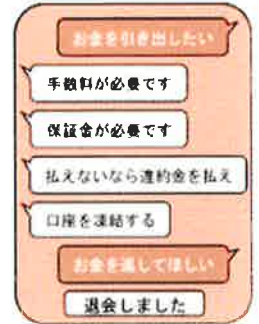 お金を引き出したい
手数料が必要です
保証金が必要です
払えないなら違約金を払え
口座を凍結する
お金を返してほしい
退会しました